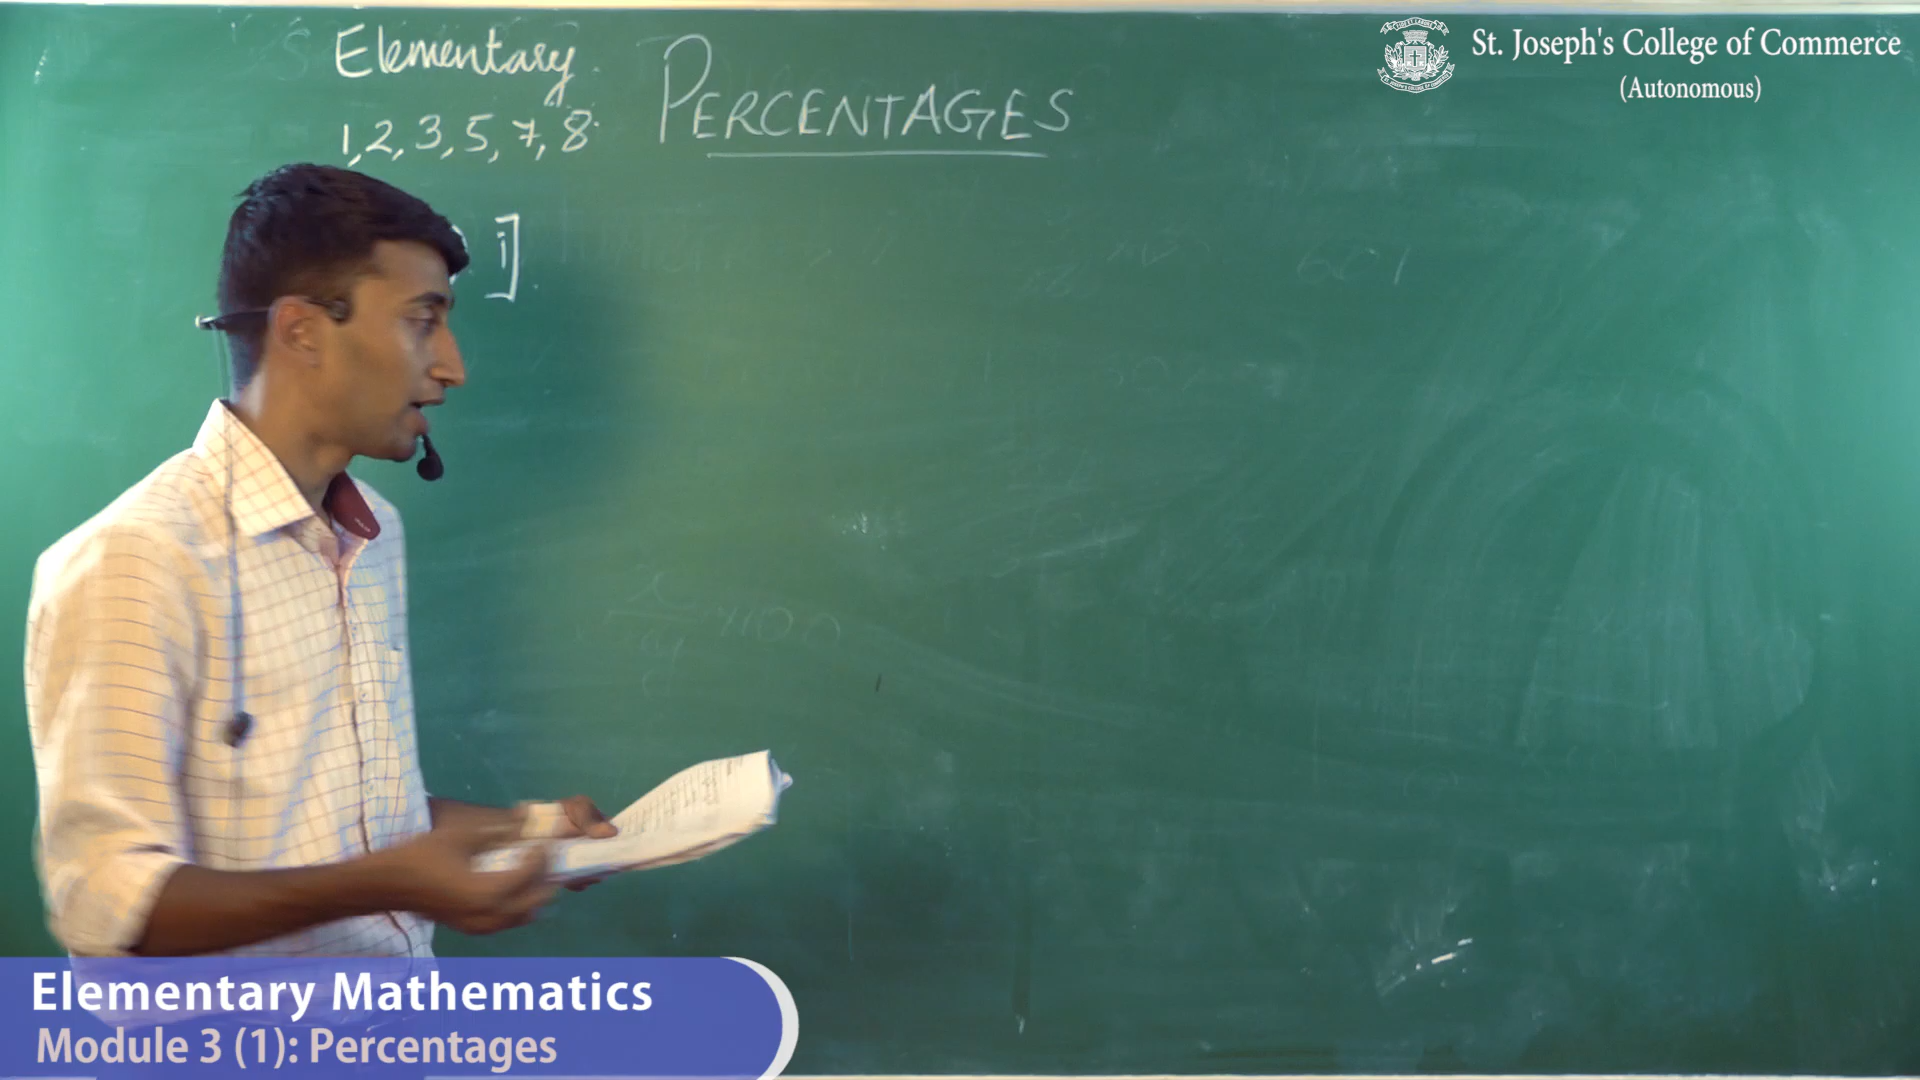 Elementary
1,2,3,5,7,8.
PERCENTAGES
i].
x/y ×100
St. Joseph's College of Commerce
(Autonomous)
Elementary Mathematics
Module 3 (1): Percentages